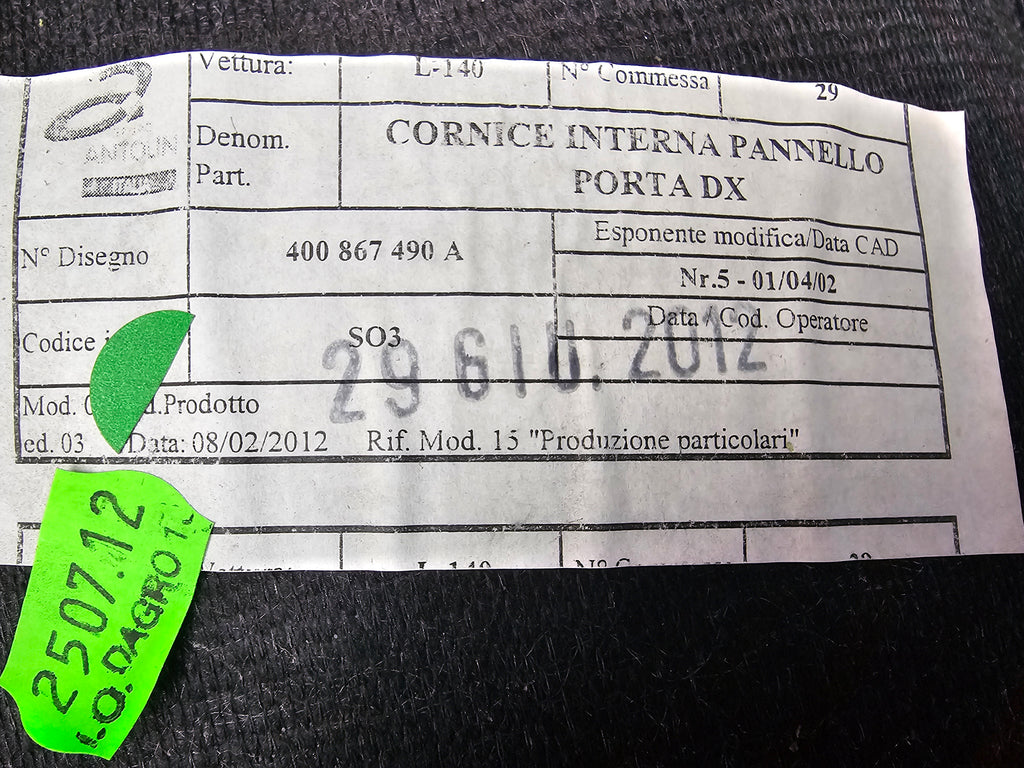 Vettura: L-140 N° Commessa 29
ANTOLIN
ITALIA
Denom. Part. CORNICE INTERNA PANNELLO
PORTA DX
N° Disegno 400 867 490 A
Esponente modifica/Data CAD
Nr.5 - 01/04/02
Codice SO3
Data Cod. Operatore
29 GIU. 2012
Mod. .Prodotto
ed. 03 Data: 08/02/2012 Rif. Mod. 15 "Produzione particolari"
L-140
2507.12
DAGRO